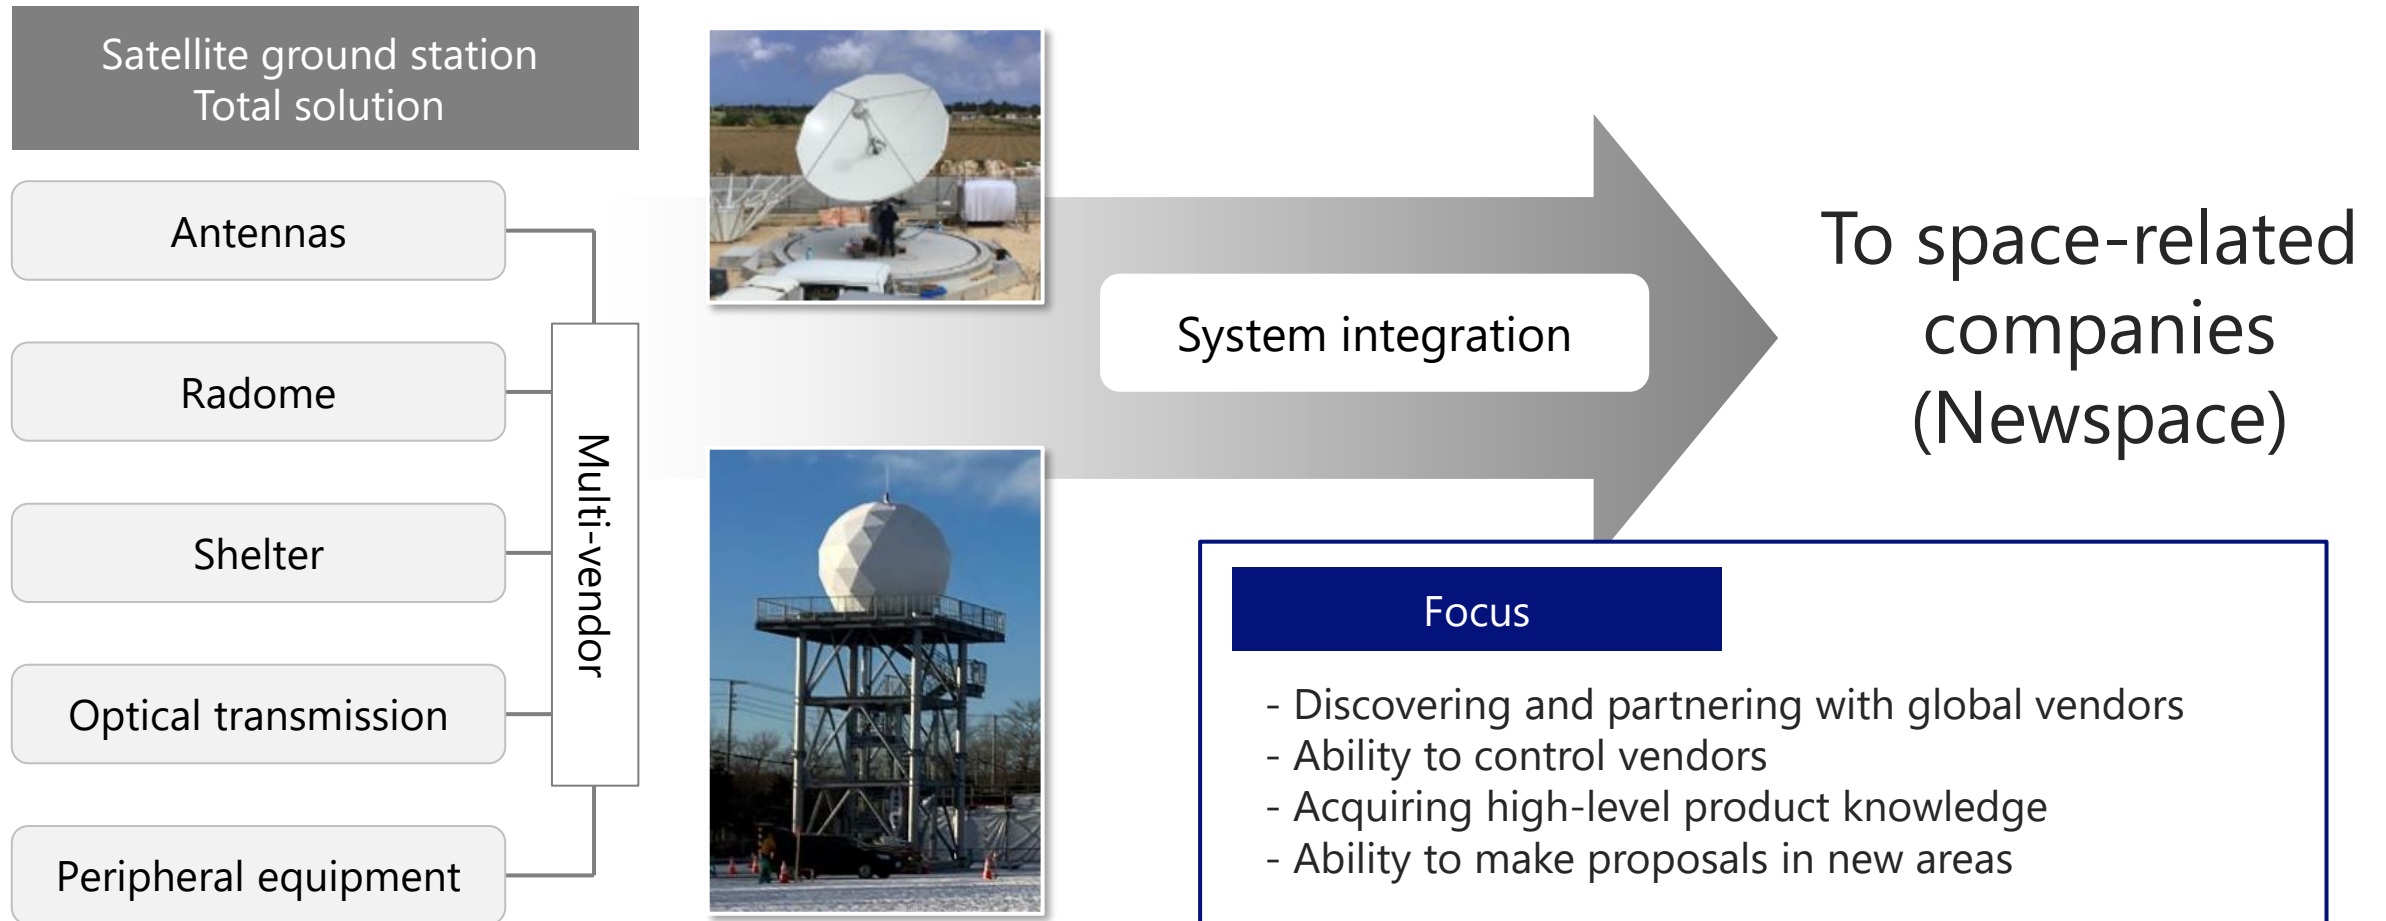 Satellite ground station
Total solution
Antennas
Radome
Shelter
Optical transmission
Peripheral equipment
Multi-vendor
System integration
To space-related
companies
(Newspace)
Focus
- Discovering and partnering with global vendors
- Ability to control vendors
- Acquiring high-level product knowledge
- Ability to make proposals in new areas